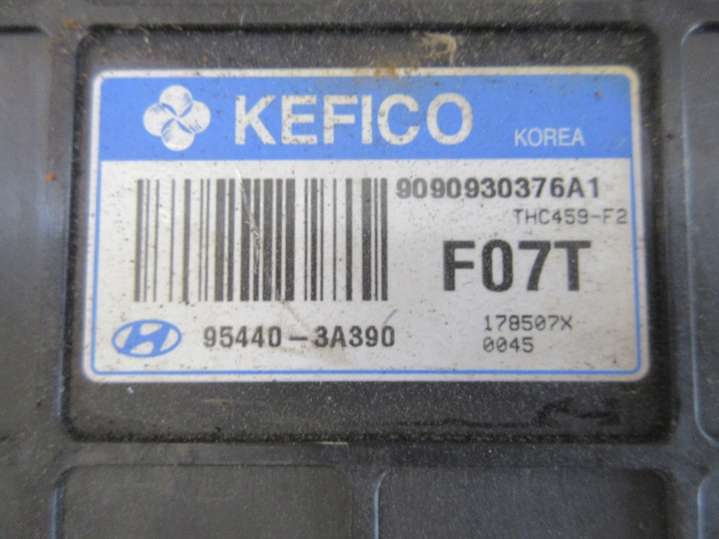 KEFICO KOREA
9090930376A1
THC459-F2
F07T
95440-3A390
178507X
0045